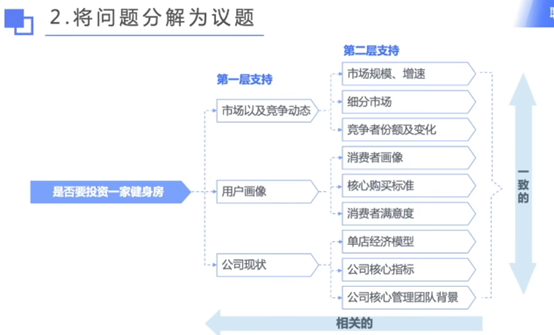 2.将问题分解为议题
第一层支持
第二层支持
是否要投资一家健身房
市场以及竞争动态
市场规模、增速
细分市场
竞争者份额及变化
用户画像
消费者画像
核心购买标准
消费者满意度
公司现状
单店经济模型
公司核心指标
公司核心管理团队背景
一致的
相关的